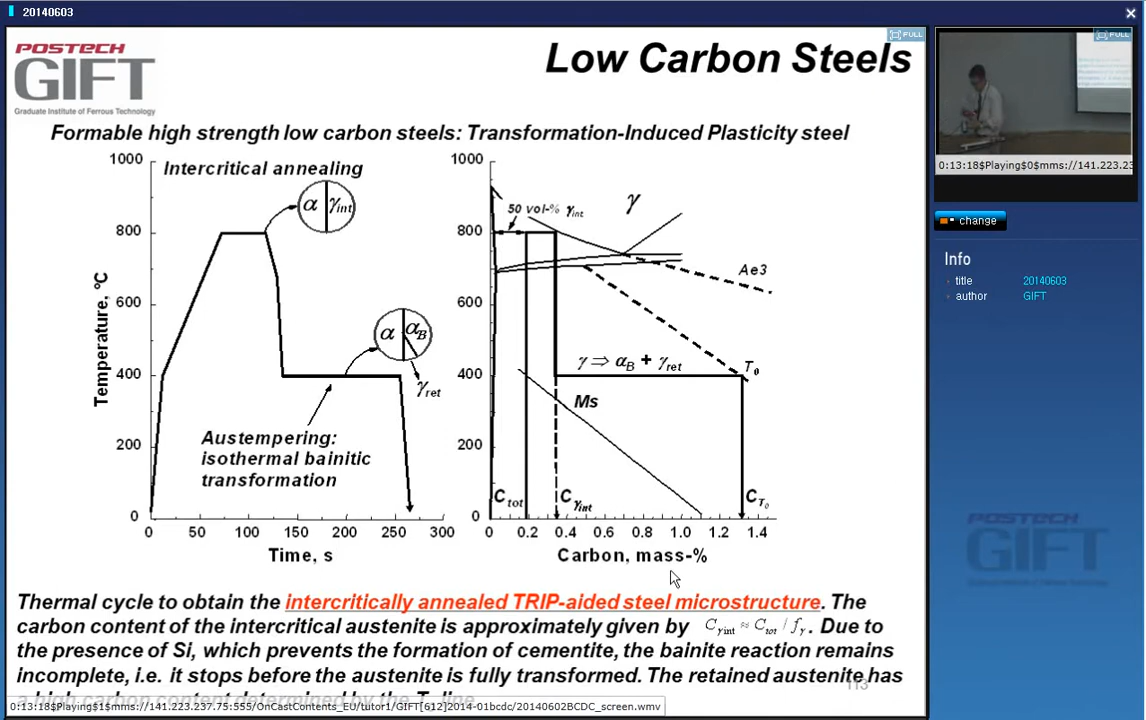 20140603
POSTECH
GIFT
Graduate Institute of Ferrous Technology
FULL
Low Carbon Steels
Formable high strength low carbon steels: Transformation-Induced Plasticity steel
1000
800
600
400
200
0
Temperature, °C
Intercritical annealing
α γint
α αB
γret
Austempering:
isothermal bainitic
transformation
0 50 100 150 200 250 300
Time, s
1000
800
600
400
200
0
50 vol-% γint
γ
Ae3
γ ⇒ αB + γret
T0
Ms
Ctot
Cγint
CT0
0 0.2 0.4 0.6 0.8 1.0 1.2 1.4
Carbon, mass-%
Thermal cycle to obtain the intercritically annealed TRIP-aided steel microstructure. The
carbon content of the intercritical austenite is approximately given by Cγint ≈ Ctot / fγ. Due to
the presence of Si, which prevents the formation of cementite, the bainite reaction remains
incomplete, i.e. it stops before the austenite is fully transformed. The retained austenite has
113
0:13:18$Playing$1$mms://141.223.237.75:555/OnCastContents_EU/tutor1/GIFT[612]2014-01bcdc/20140602BCDC_screen.wmv
FULL
0:13:18$Playing$0$mms://141.223.23
change
Info
title 20140603
author GIFT
POSTECH
GIFT